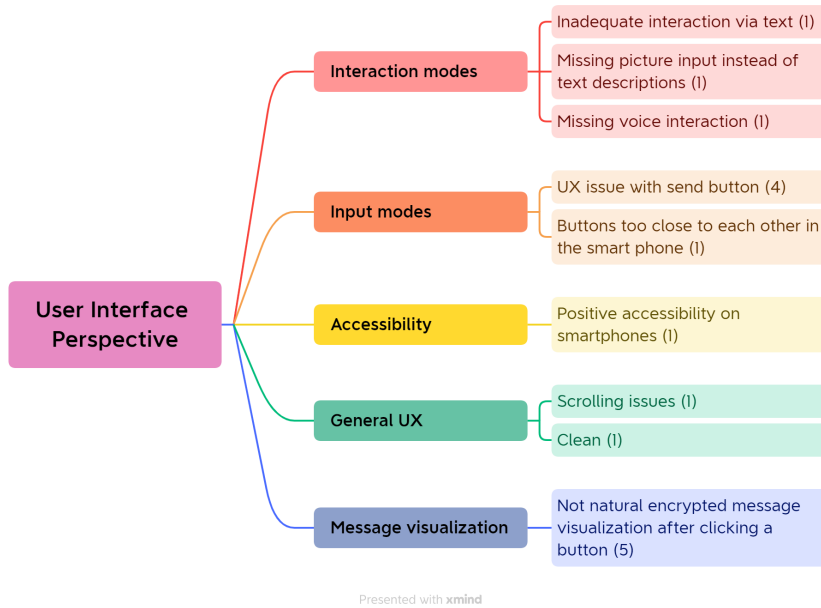 Inadequate interaction via text (1)
Interaction modes
Missing picture input instead of
text descriptions (1)
Missing voice interaction (1)
UX issue with send button (4)
Input modes
Buttons too close to each other in
the smart phone (1)
User Interface
Perspective
Accessibility
Positive accessibility on
smartphones (1)
General UX
Scrolling issues (1)
Clean (1)
Message visualization
Not natural encrypted message
visualization after clicking a
button (5)
Presented with xmind